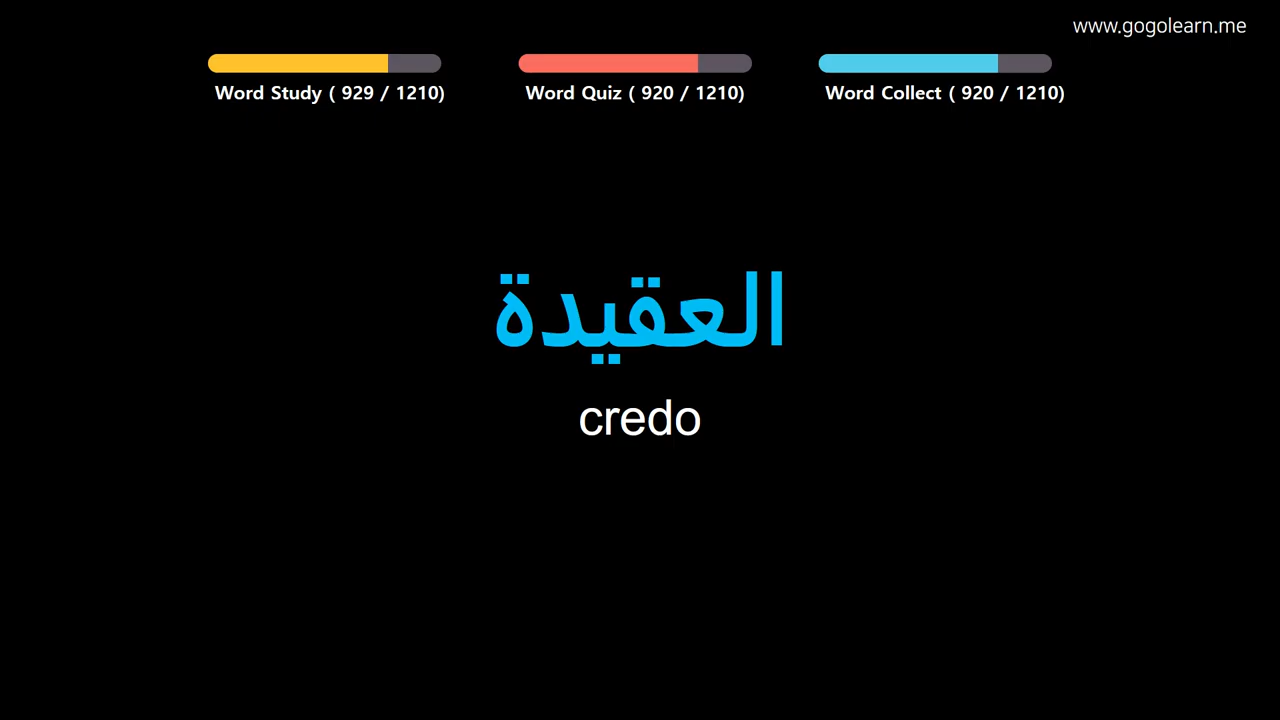 www.gogolearn.me
Word Study ( 929 / 1210)
Word Quiz ( 920 / 1210)
Word Collect ( 920 / 1210)
العقيدة
credo